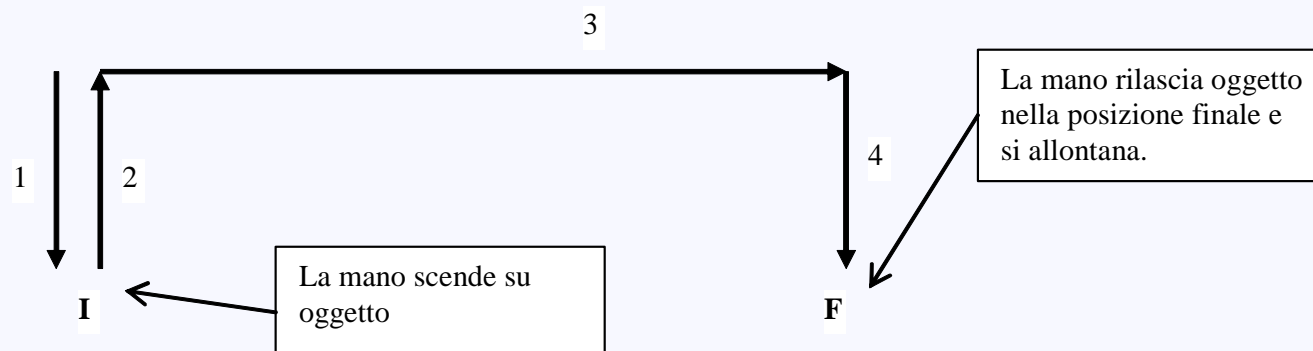 3
La mano rilascia oggetto
nella posizione finale e
si allontana.
1
2
4
La mano scende su
oggetto
I
F